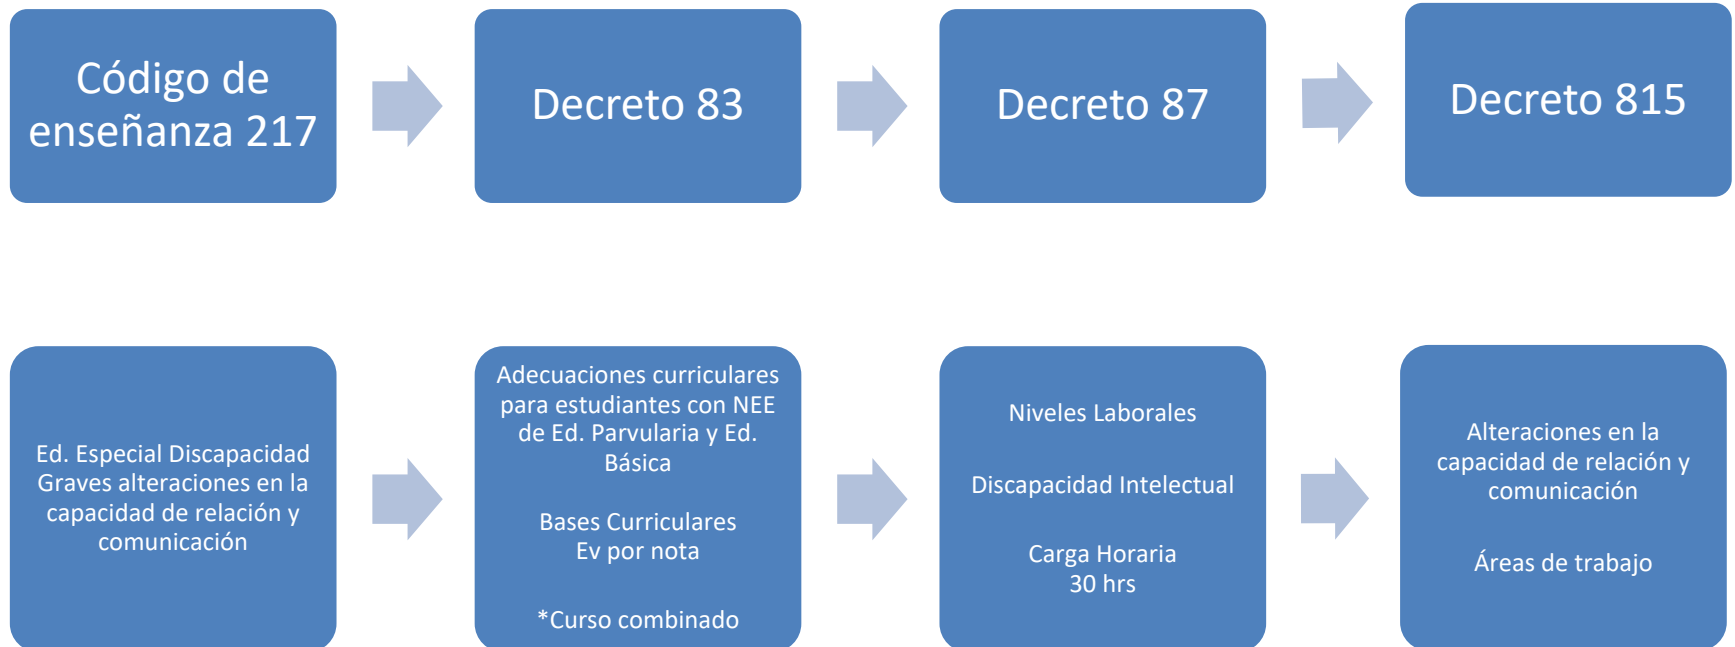 Código de
enseñanza 217
Decreto 83
Decreto 87
Decreto 815
Ed. Especial Discapacidad
Graves alteraciones en la
capacidad de relación y
comunicación
Adecuaciones curriculares
para estudiantes con NEE
de Ed. Parvularia y Ed.
Básica
Bases Curriculares
Ev por nota
*Curso combinado
Niveles Laborales
Discapacidad Intelectual
Carga Horaria
30 hrs
Alteraciones en la
capacidad de relación y
comunicación
Áreas de trabajo